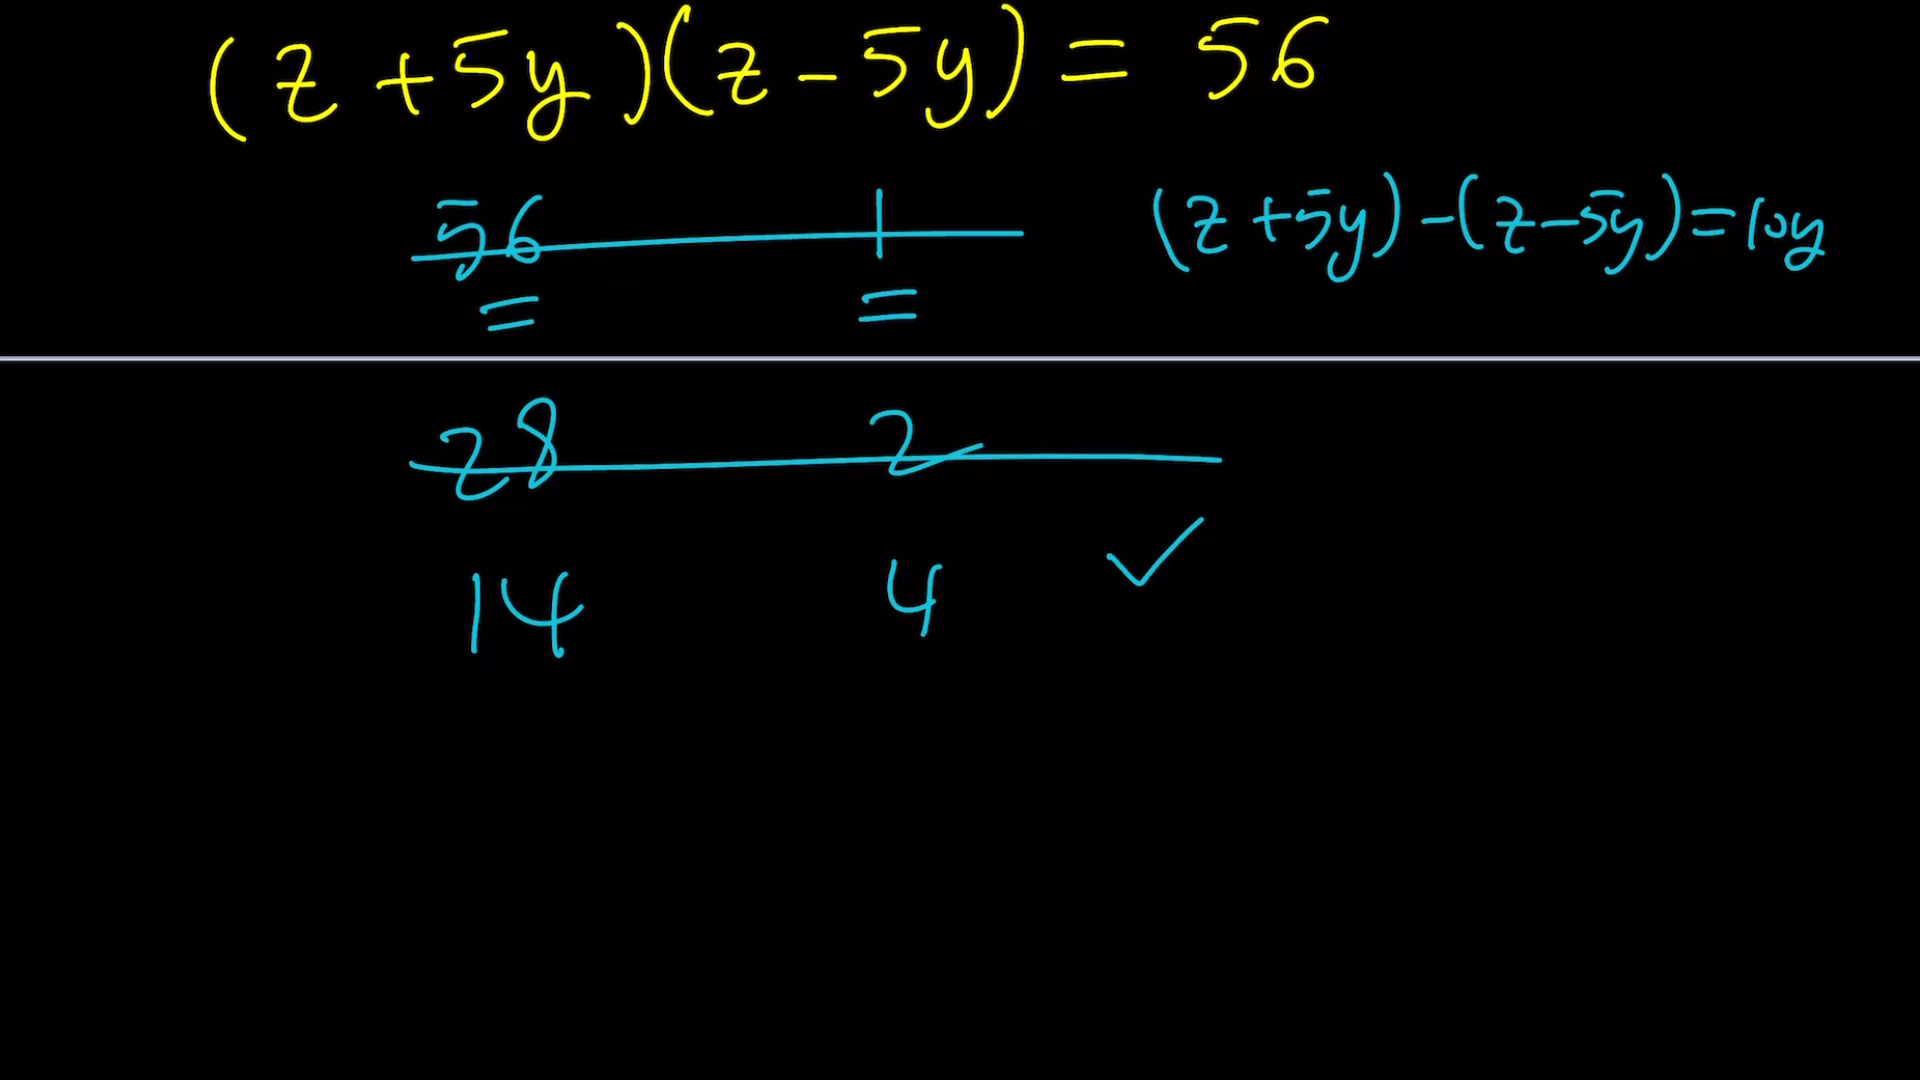 (z + 5y)(z - 5y) = 56
56 1 (z + 5y) - (z - 5y) = 10y
= =
28 2
14 4 ✓